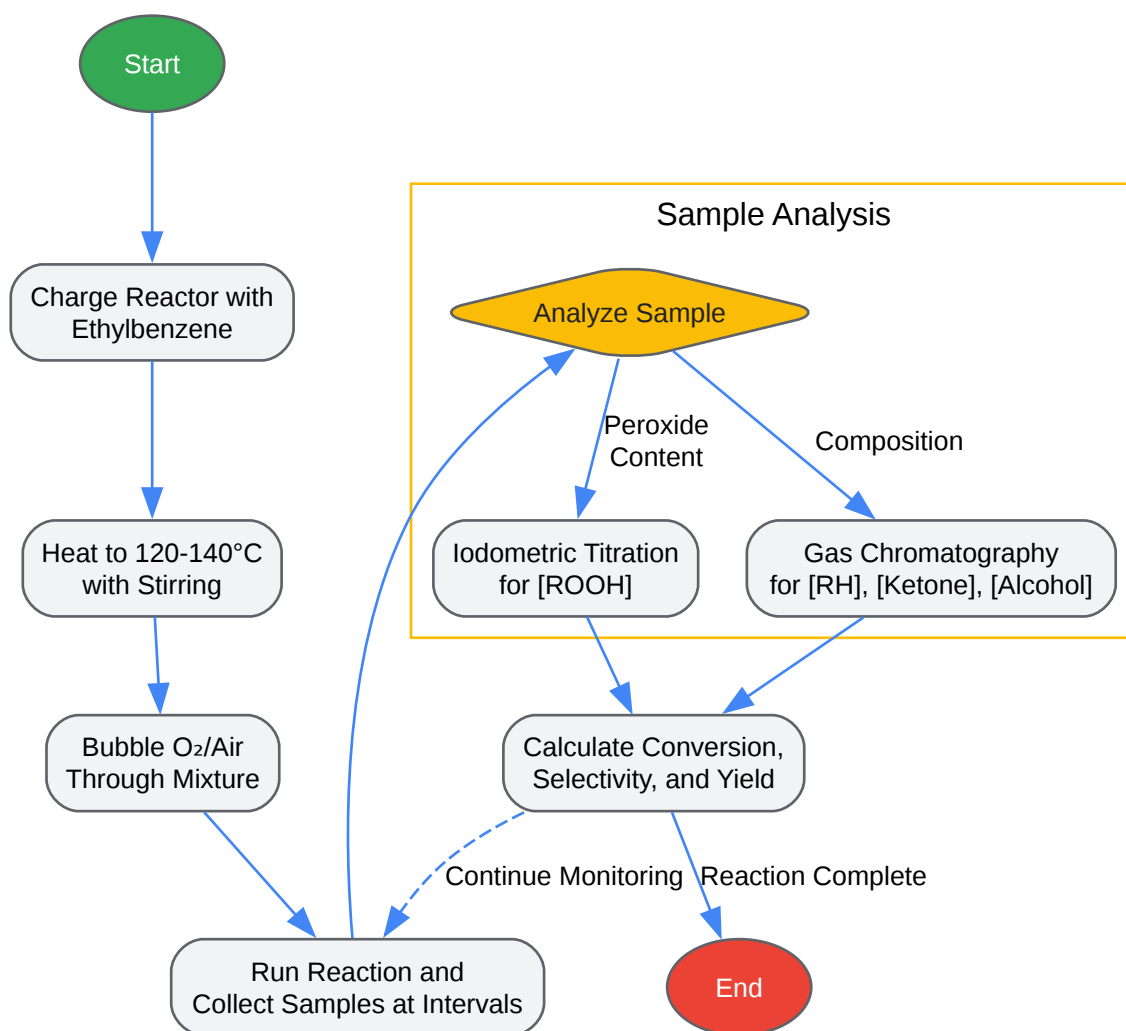 Start
Charge Reactor with
Ethylbenzene
Heat to 120-140°C
with Stirring
Bubble O₂/Air
Through Mixture
Run Reaction and
Collect Samples at Intervals
Sample Analysis
Analyze Sample
Peroxide
Content
Composition
Iodometric Titration
for [ROOH]
Gas Chromatography
for [RH], [Ketone], [Alcohol]
Calculate Conversion,
Selectivity, and Yield
Continue Monitoring
Reaction Complete
End